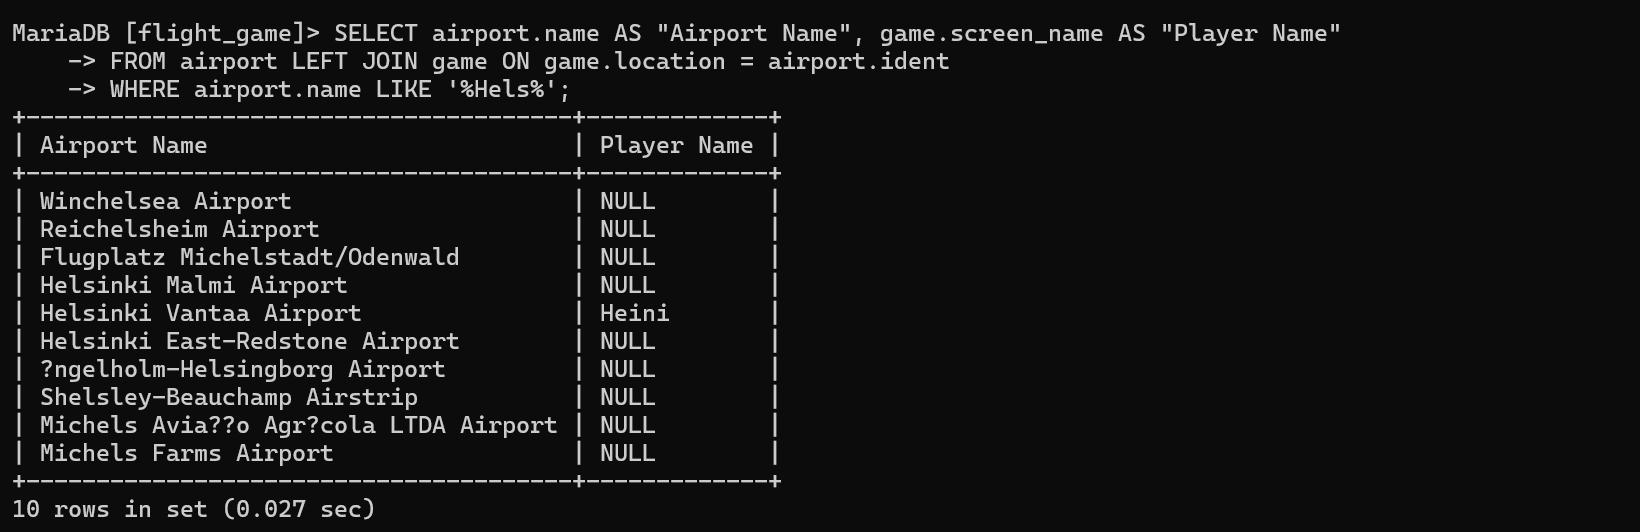 MariaDB [flight_game]> SELECT airport.name AS "Airport Name", game.screen_name AS "Player Name"
    -> FROM airport LEFT JOIN game ON game.location = airport.ident
    -> WHERE airport.name LIKE '%Hels%';
+---------------------------------------+-------------+
| Airport Name                          | Player Name |
+---------------------------------------+-------------+
| Winchelsea Airport                    | NULL        |
| Reichelsheim Airport                  | NULL        |
| Flugplatz Michelstadt/Odenwald        | NULL        |
| Helsinki Malmi Airport                | NULL        |
| Helsinki Vantaa Airport               | Heini       |
| Helsinki East-Redstone Airport        | NULL        |
| ?ngelholm-Helsingborg Airport         | NULL        |
| Shelsley-Beauchamp Airstrip           | NULL        |
| Michels Avia??o Agr?cola LTDA Airport | NULL        |
| Michels Farms Airport                 | NULL        |
+---------------------------------------+-------------+
10 rows in set (0.027 sec)